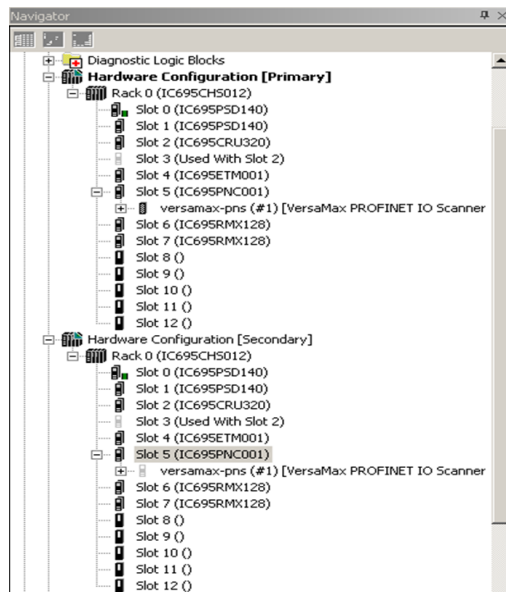 Navigator
Diagnostic Logic Blocks
Hardware Configuration [Primary]
Rack 0 (IC695CHS012)
Slot 0 (IC695PSD140)
Slot 1 (IC695PSD140)
Slot 2 (IC695CRU320)
Slot 3 (Used With Slot 2)
Slot 4 (IC695ETM001)
Slot 5 (IC695PNC001)
versamax-pns (#1) [VersaMax PROFINET IO Scanner
Slot 6 (IC695RMX128)
Slot 7 (IC695RMX128)
Slot 8 ()
Slot 9 ()
Slot 10 ()
Slot 11 ()
Slot 12 ()
Hardware Configuration [Secondary]
Rack 0 (IC695CHS012)
Slot 0 (IC695PSD140)
Slot 1 (IC695PSD140)
Slot 2 (IC695CRU320)
Slot 3 (Used With Slot 2)
Slot 4 (IC695ETM001)
Slot 5 (IC695PNC001)
versamax-pns (#1) [VersaMax PROFINET IO Scanner
Slot 6 (IC695RMX128)
Slot 7 (IC695RMX128)
Slot 8 ()
Slot 9 ()
Slot 10 ()
Slot 11 ()
Slot 12 ()